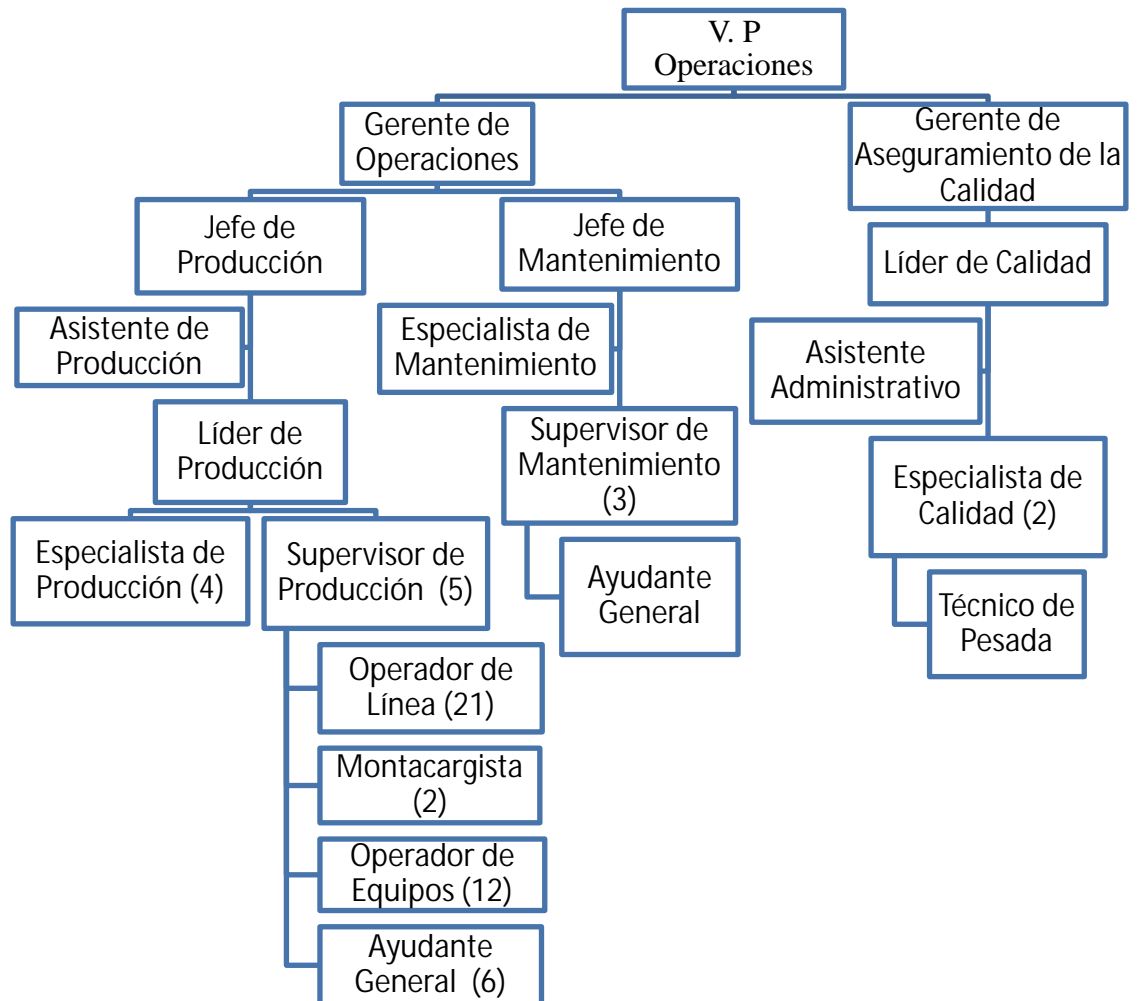 V. P
Operaciones
Gerente de
Operaciones
Gerente de
Aseguramiento de la
Calidad
Jefe de
Producción
Jefe de
Mantenimiento
Líder de Calidad
Asistente de
Producción
Especialista de
Mantenimiento
Asistente
Administrativo
Líder de
Producción
Supervisor de
Mantenimiento
(3)
Especialista de
Calidad (2)
Especialista de
Producción (4)
Supervisor de
Producción (5)
Ayudante
General
Técnico de
Pesada
Operador de
Línea (21)
Montacargista
(2)
Operador de
Equipos (12)
Ayudante
General (6)